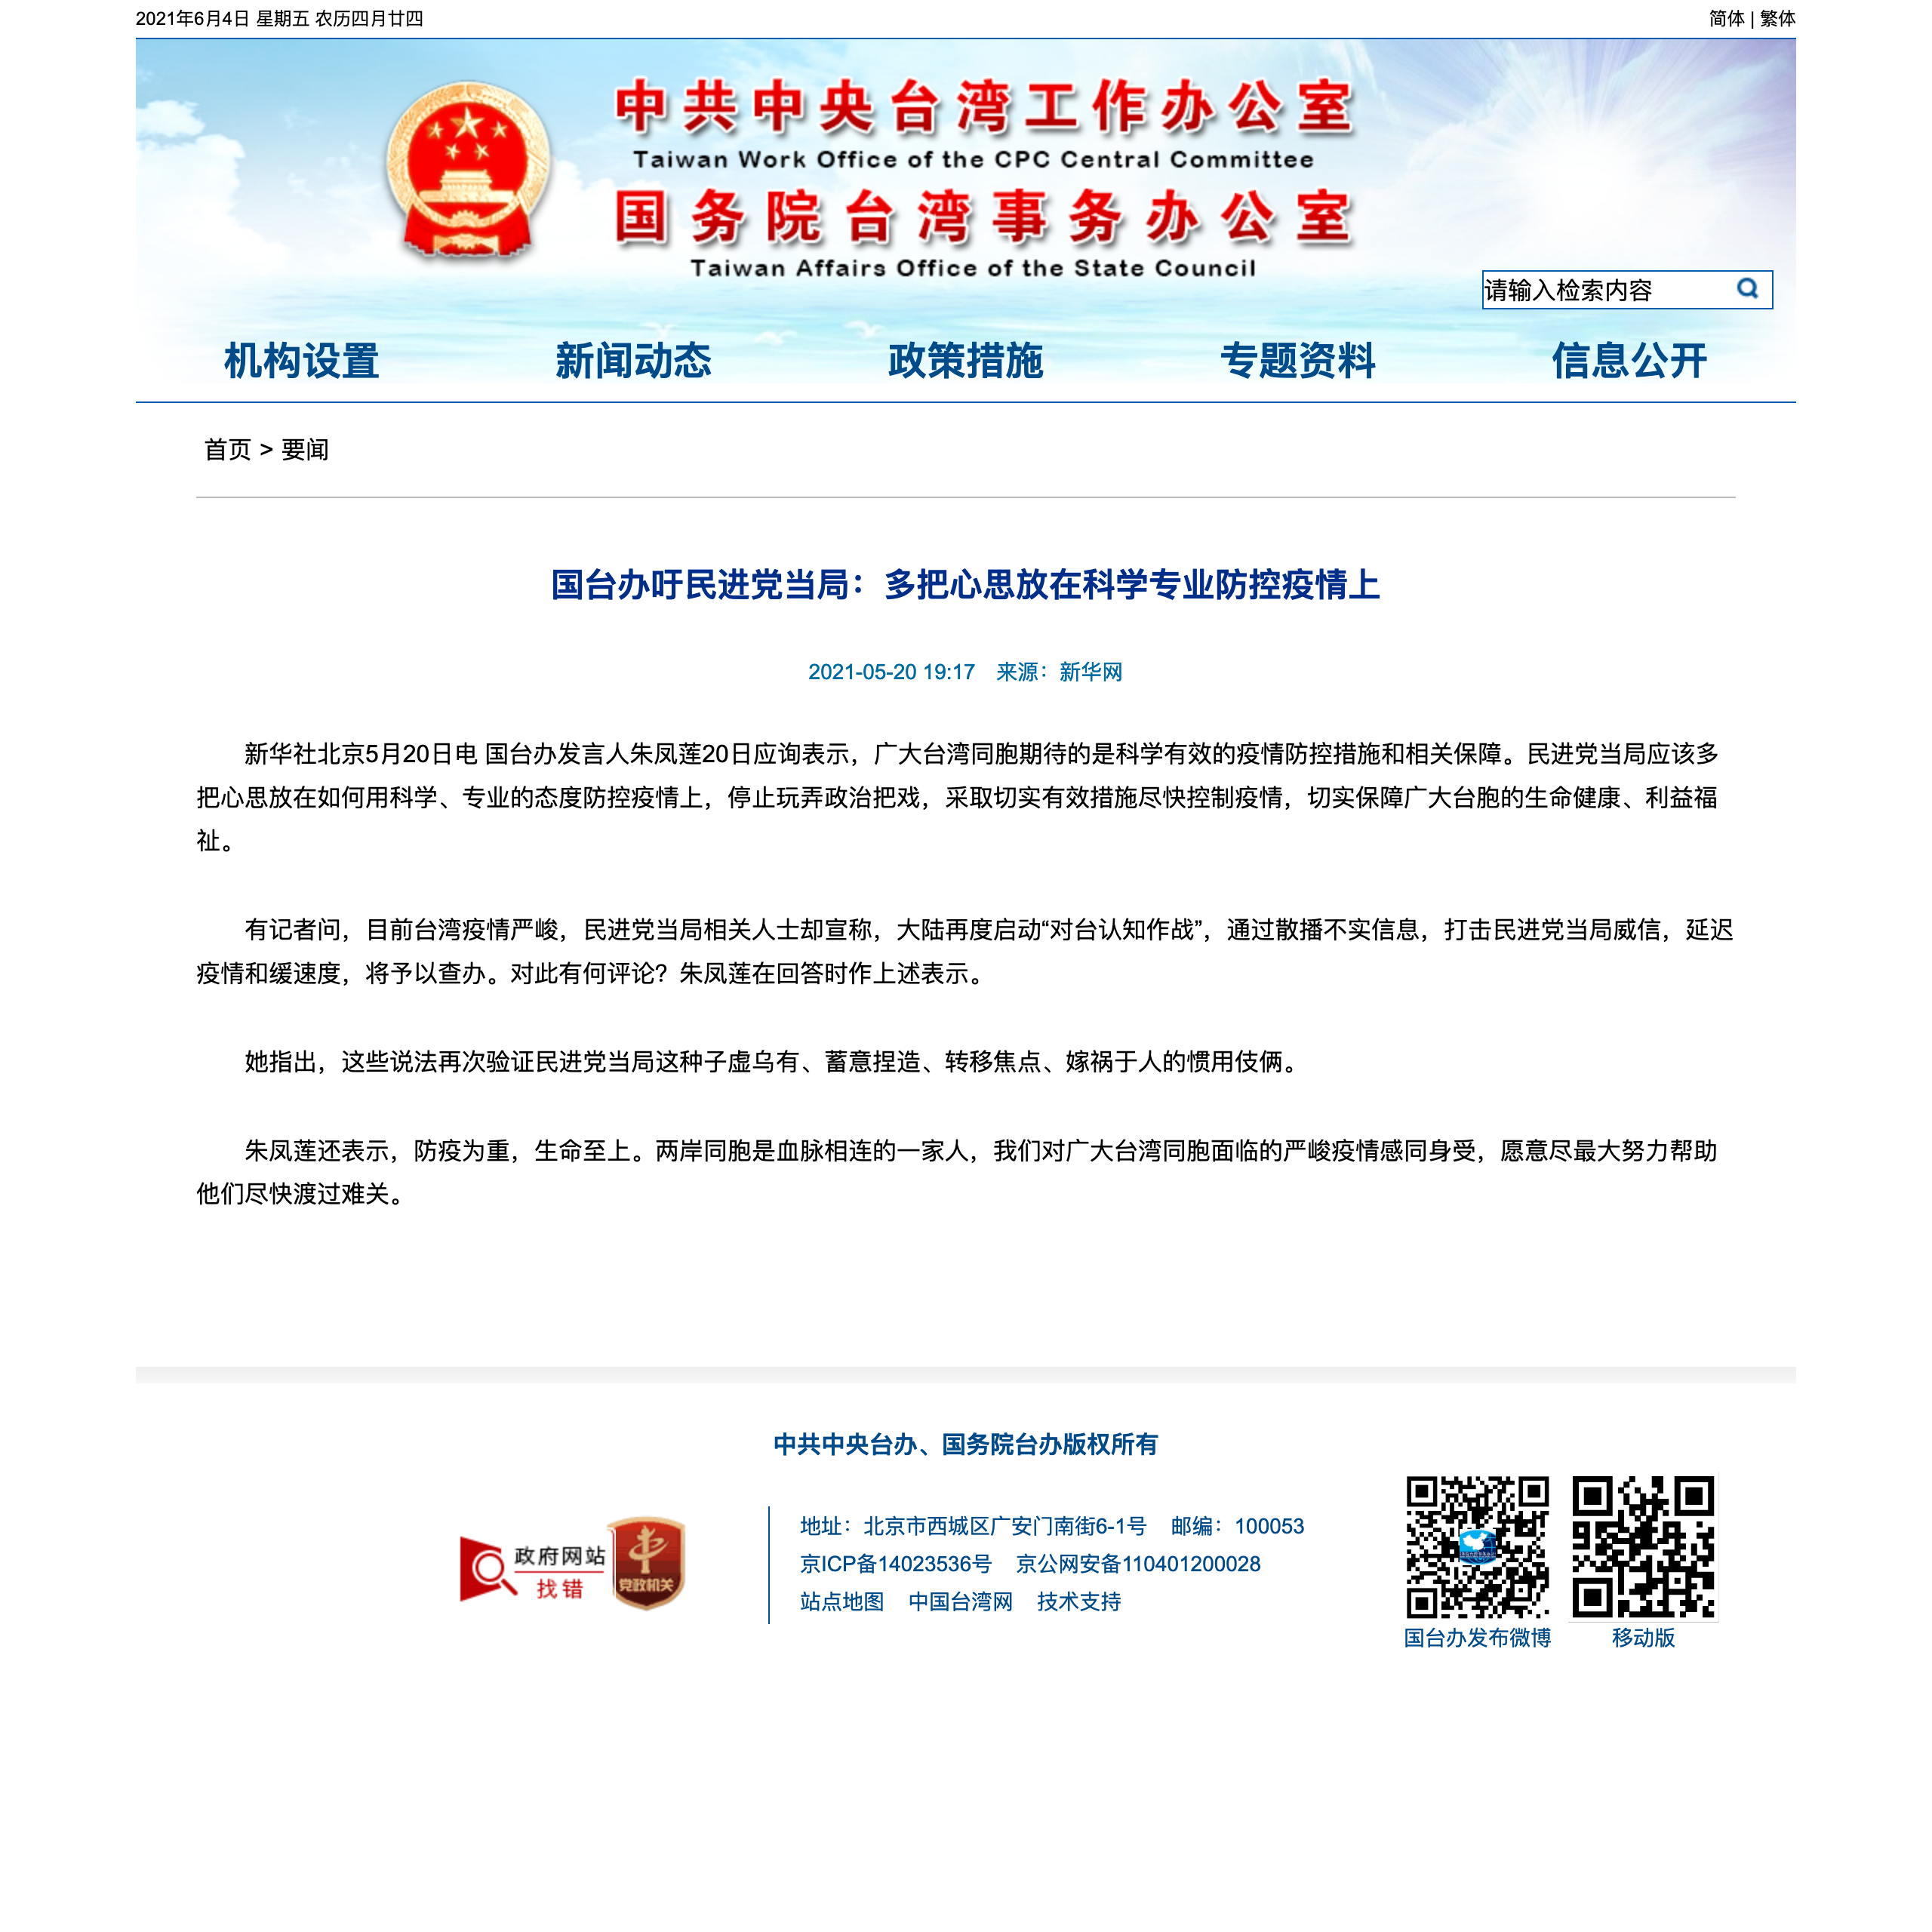 2021年6月4日 星期五 农历四月廿四
简体 | 繁体
中共中央台湾工作办公室
Taiwan Work Office of the CPC Central Committee
国务院台湾事务办公室
Taiwan Affairs Office of the State Council
请输入检索内容
机构设置 新闻动态 政策措施 专题资料 信息公开
首页 > 要闻
国台办吁民进党当局：多把心思放在科学专业防控疫情上
2021-05-20 19:17 来源：新华网
新华社北京5月20日电 国台办发言人朱凤莲20日应询表示，广大台湾同胞期待的是科学有效的疫情防控措施和相关保障。民进党当局应该多
把心思放在如何用科学、专业的态度防控疫情上，停止玩弄政治把戏，采取切实有效措施尽快控制疫情，切实保障广大台胞的生命健康、利益福
祉。
有记者问，目前台湾疫情严峻，民进党当局相关人士却宣称，大陆再度启动“对台认知作战”，通过散播不实信息，打击民进党当局威信，延迟
疫情和缓速度，将予以查办。对此有何评论？朱凤莲在回答时作上述表示。
她指出，这些说法再次验证民进党当局这种子虚乌有、蓄意捏造、转移焦点、嫁祸于人的惯用伎俩。
朱凤莲还表示，防疫为重，生命至上。两岸同胞是血脉相连的一家人，我们对广大台湾同胞面临的严峻疫情感同身受，愿意尽最大努力帮助
他们尽快渡过难关。
中共中央台办、国务院台办版权所有
政府网站
找错
党政机关
地址：北京市西城区广安门南街6-1号 邮编：100053
京ICP备14023536号 京公网安备110401200028
站点地图 中国台湾网 技术支持
国台办发布微博
移动版